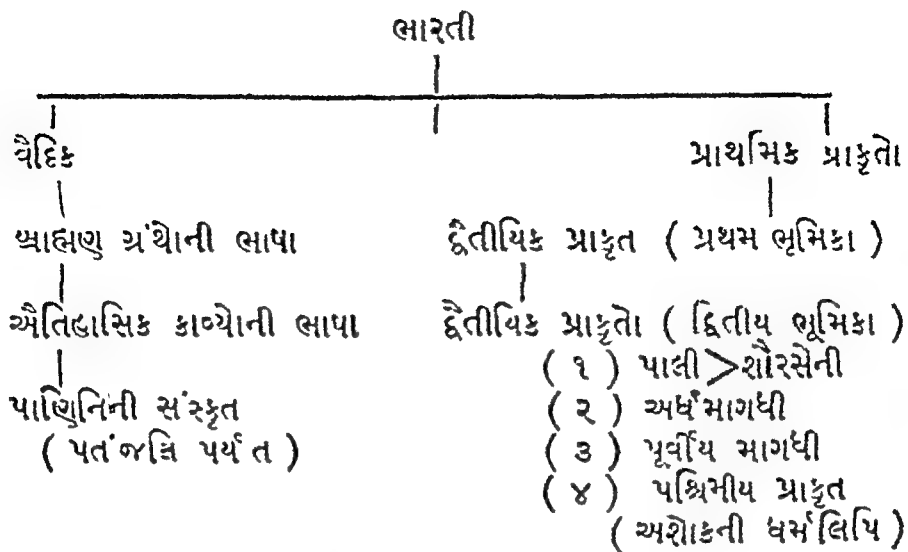 ભારતી
વૈદિક
પ્રાથમિક પ્રાકૃતો
બ્રાહ્મણ ગ્રંથોની ભાષા
દ્વૈતીયિક પ્રાકૃત ( પ્રથમ ભૂમિકા )
ઐતિહાસિક કાવ્યોની ભાષા
દ્વૈતીયિક પ્રાકૃતો ( દ્વિતીય ભૂમિકા )
( ૧ ) પાલી > શૌરસેની
પાણિનિની સંસ્કૃત
( ૨ ) અર્ધમાગધી
( પતંજલિ પર્યંત )
( ૩ ) પૂર્વીય માગધી
( ૪ ) પશ્ચિમીય પ્રાકૃત
( અશોકની ધર્મલિપિ )